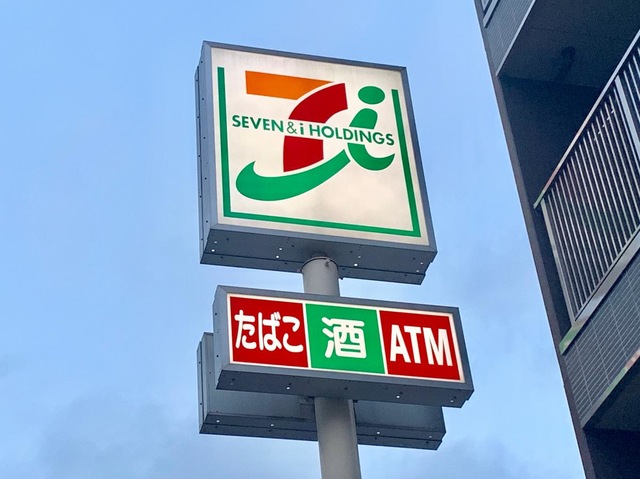 SEVEN & i HOLDINGS
たばこ 酒 ATM